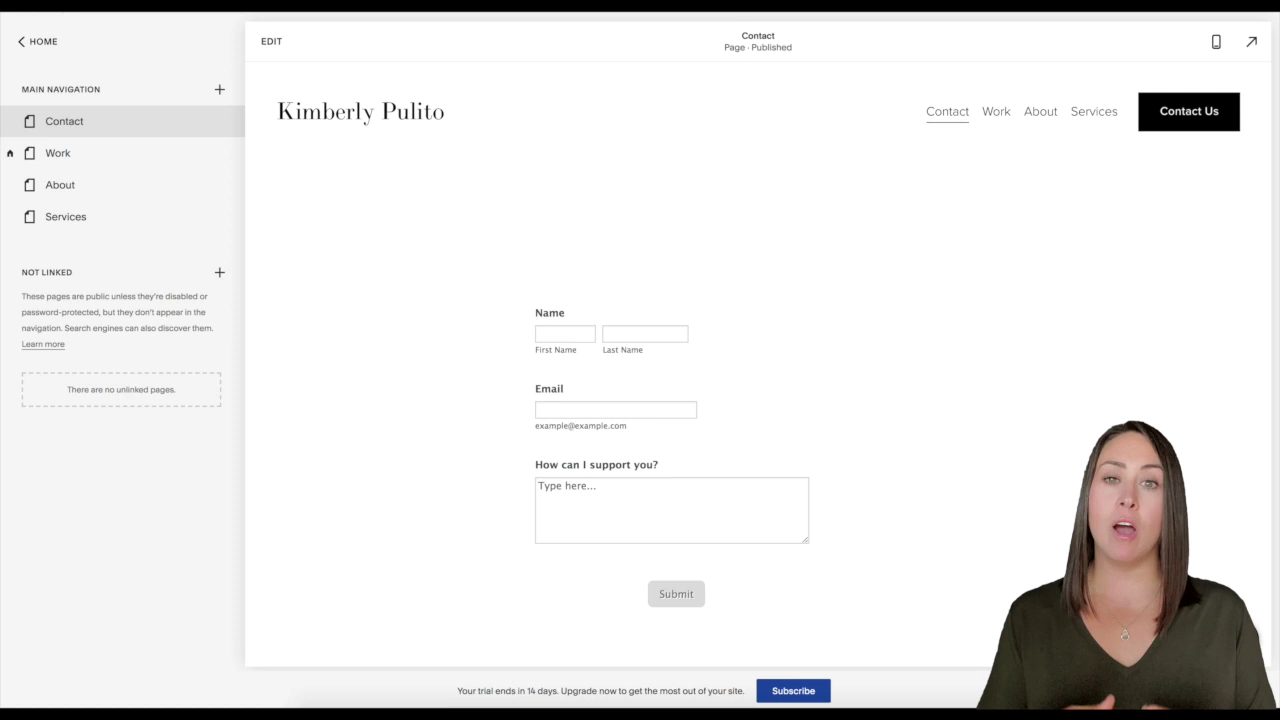 HOME
MAIN NAVIGATION
Contact
Work
About
Services
NOT LINKED
These pages are public unless they're disabled or
password-protected, but they don't appear in the
navigation. Search engines can also discover them.
Learn more
There are no unlinked pages.
EDIT
Contact
Page · Published
Kimberly Pulito
Contact Work About Services Contact Us
Name
First Name Last Name
Email
example@example.com
How can I support you?
Type here...
Submit
Your trial ends in 14 days. Upgrade now to get the most out of your site. Subscribe